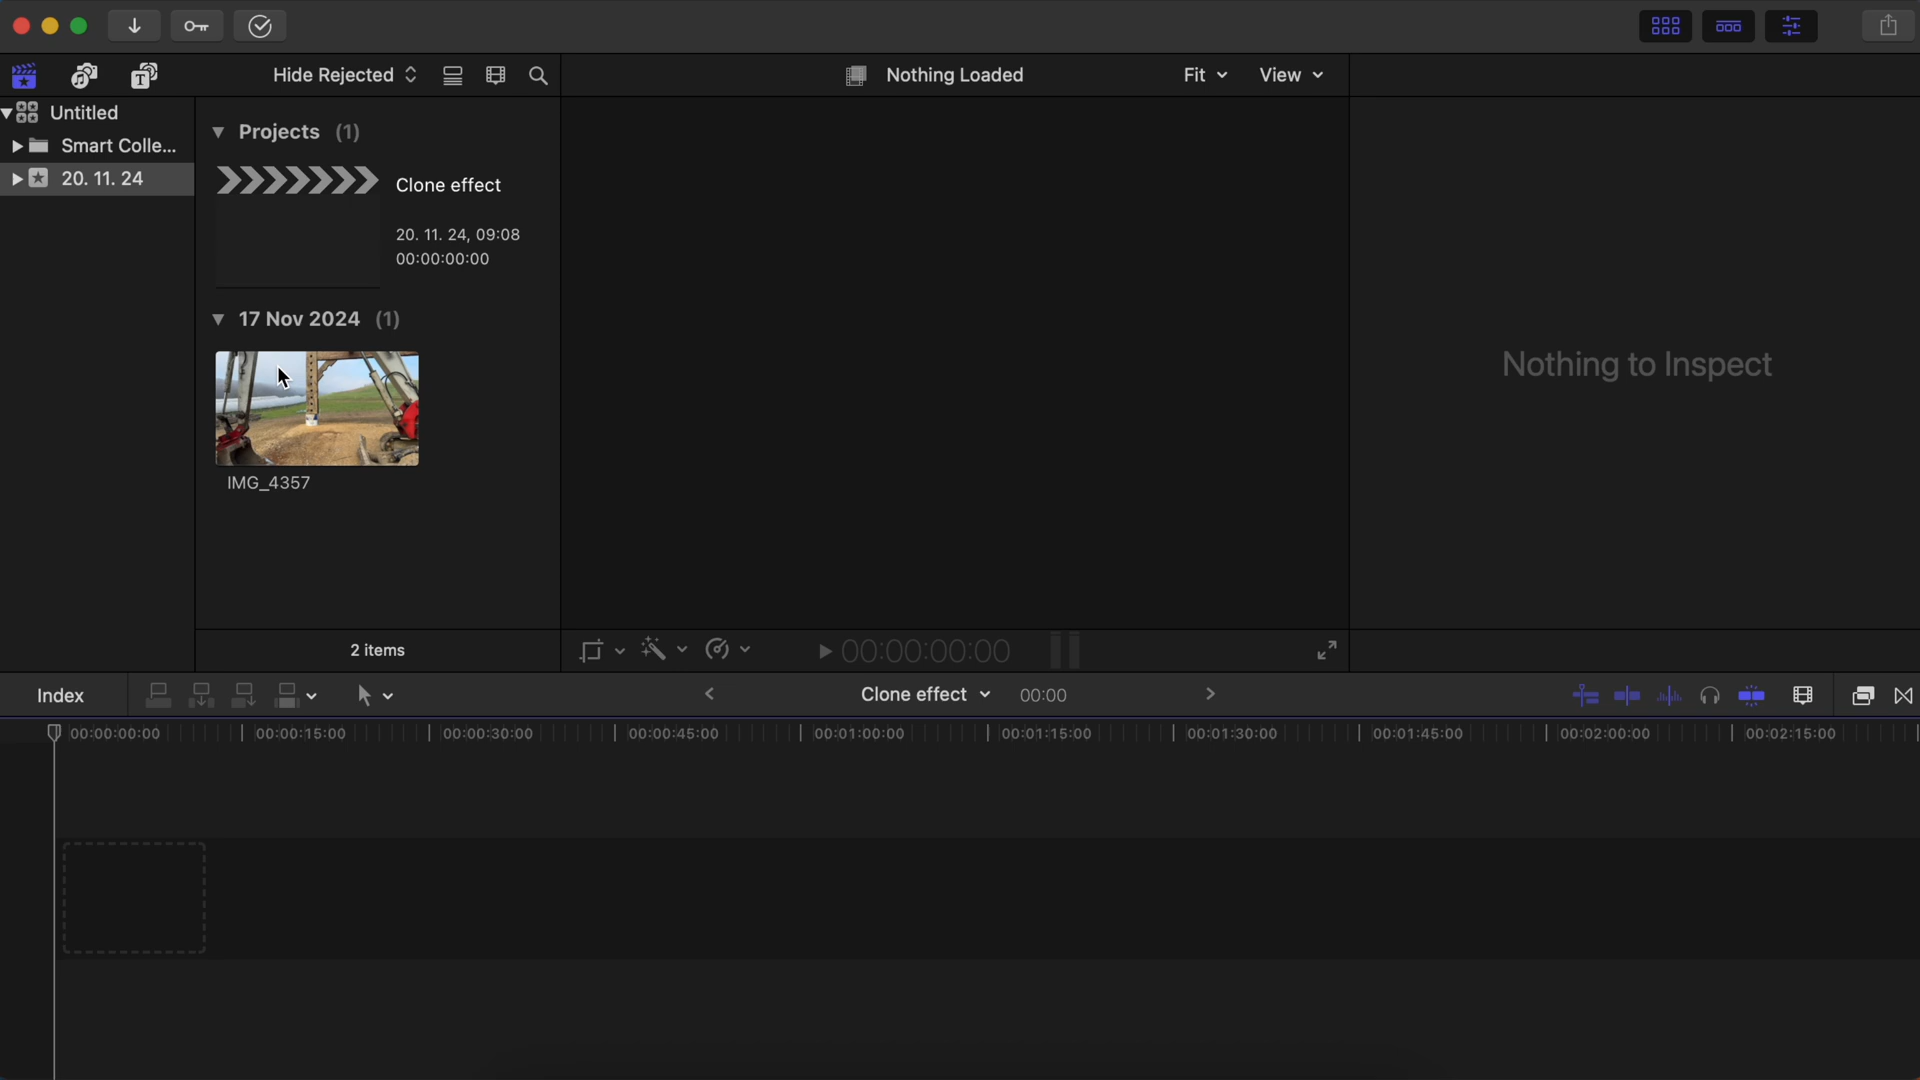 Hide Rejected
Nothing Loaded
Fit
View
Untitled
Smart Colle...
20. 11. 24
Projects (1)
Clone effect
20. 11. 24, 09:08
00:00:00:00
17 Nov 2024 (1)
IMG_4357
2 items
00:00:00:00
Nothing to Inspect
Index
Clone effect
00:00
00:00:00:00 00:00:15:00 00:00:30:00 00:00:45:00 00:01:00:00 00:01:15:00 00:01:30:00 00:01:45:00 00:02:00:00 00:02:15:00